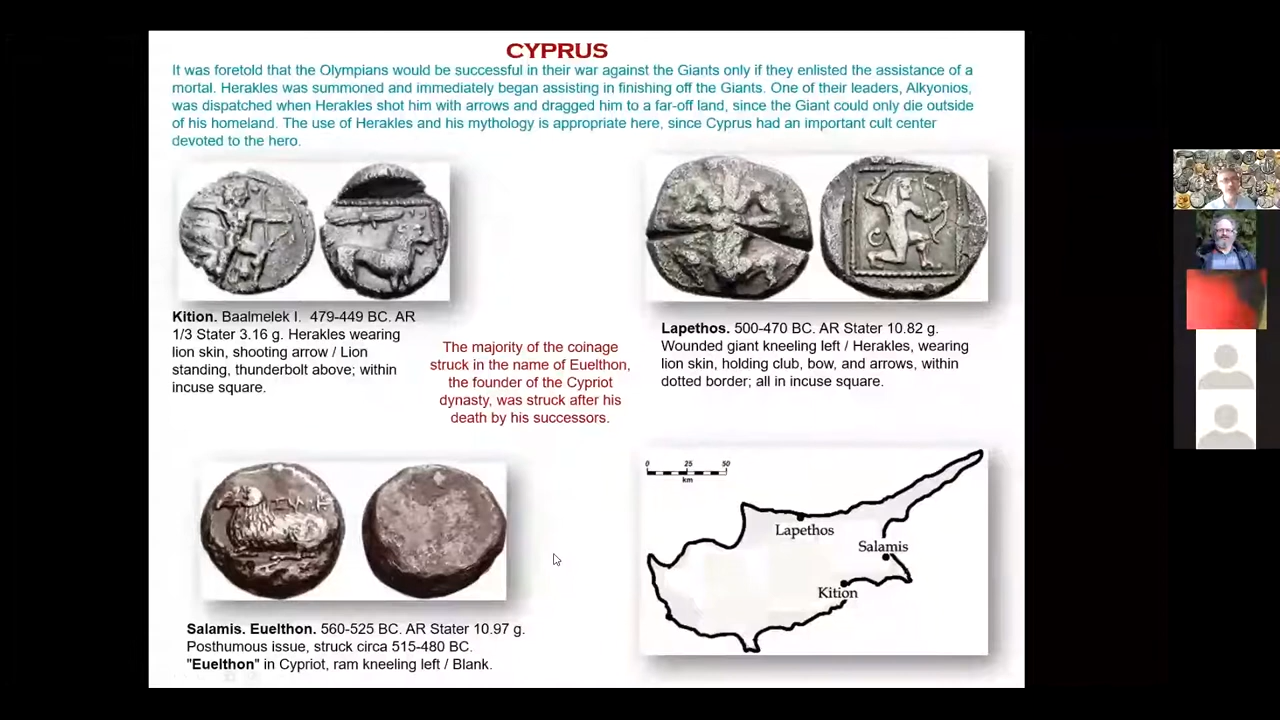 CYPRUS
It was foretold that the Olympians would be successful in their war against the Giants only if they enlisted the assistance of a
mortal. Herakles was summoned and immediately began assisting in finishing off the Giants. One of their leaders, Alkyonios,
was dispatched when Herakles shot him with arrows and dragged him to a far-off land, since the Giant could only die outside
of his homeland. The use of Herakles and his mythology is appropriate here, since Cyprus had an important cult center
devoted to the hero.
Kition. Baalmelek I. 479-449 BC. AR
1/3 Stater 3.16 g. Herakles wearing
lion skin, shooting arrow / Lion
standing, thunderbolt above; within
incuse square.
The majority of the coinage
struck in the name of Euelthon,
the founder of the Cypriot
dynasty, was struck after his
death by his successors.
Lapethos. 500-470 BC. AR Stater 10.82 g.
Wounded giant kneeling left / Herakles, wearing
lion skin, holding club, bow, and arrows, within
dotted border; all in incuse square.
Salamis. Euelthon. 560-525 BC. AR Stater 10.97 g.
Posthumous issue, struck circa 515-480 BC.
"Euelthon" in Cypriot, ram kneeling left / Blank.
0 25 50
km
Lapethos
Salamis
Kition